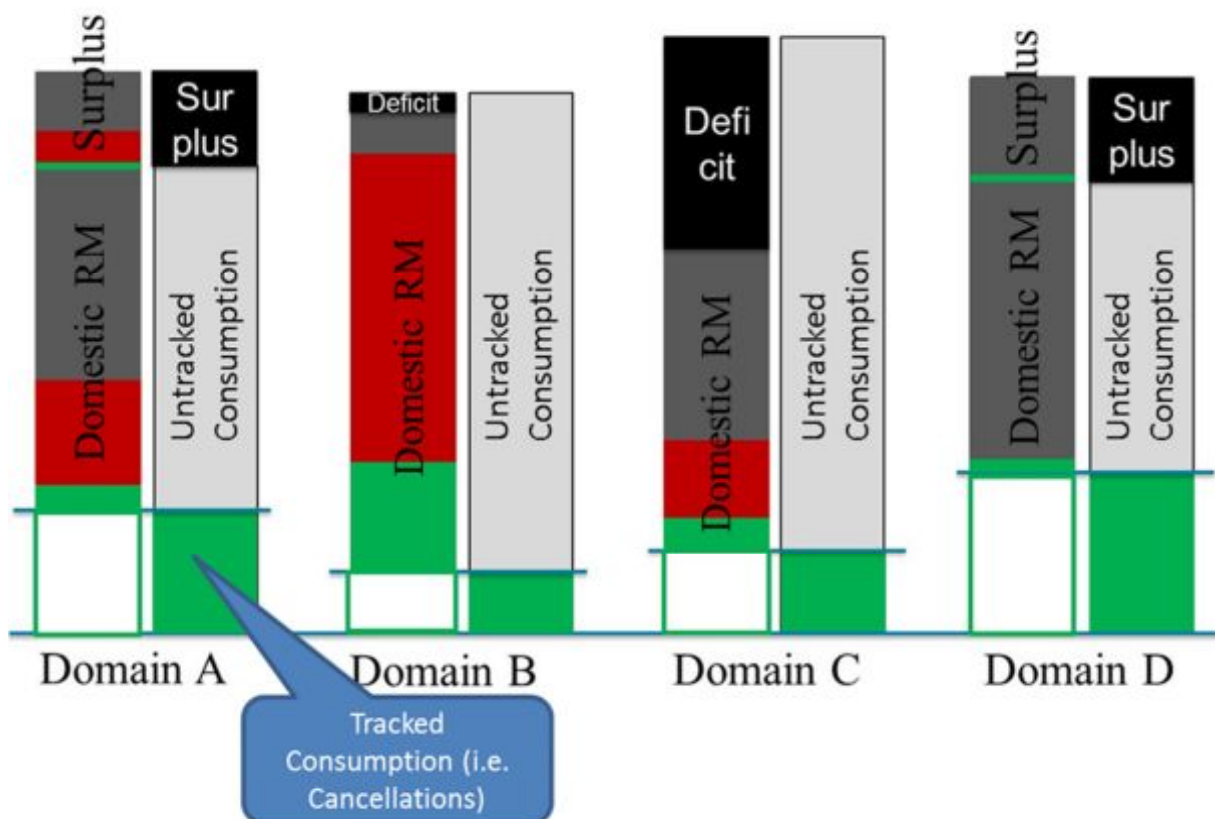 Surplus
Domestic RM
Sur
plus
Untracked
Consumption
Deficit
Domestic RM
Untracked
Consumption
Defi
cit
Domestic RM
Untracked
Consumption
Surplus
Domestic RM
Sur
plus
Untracked
Consumption
Domain A
Domain B
Domain C
Domain D
Tracked
Consumption (i.e.
Cancellations)